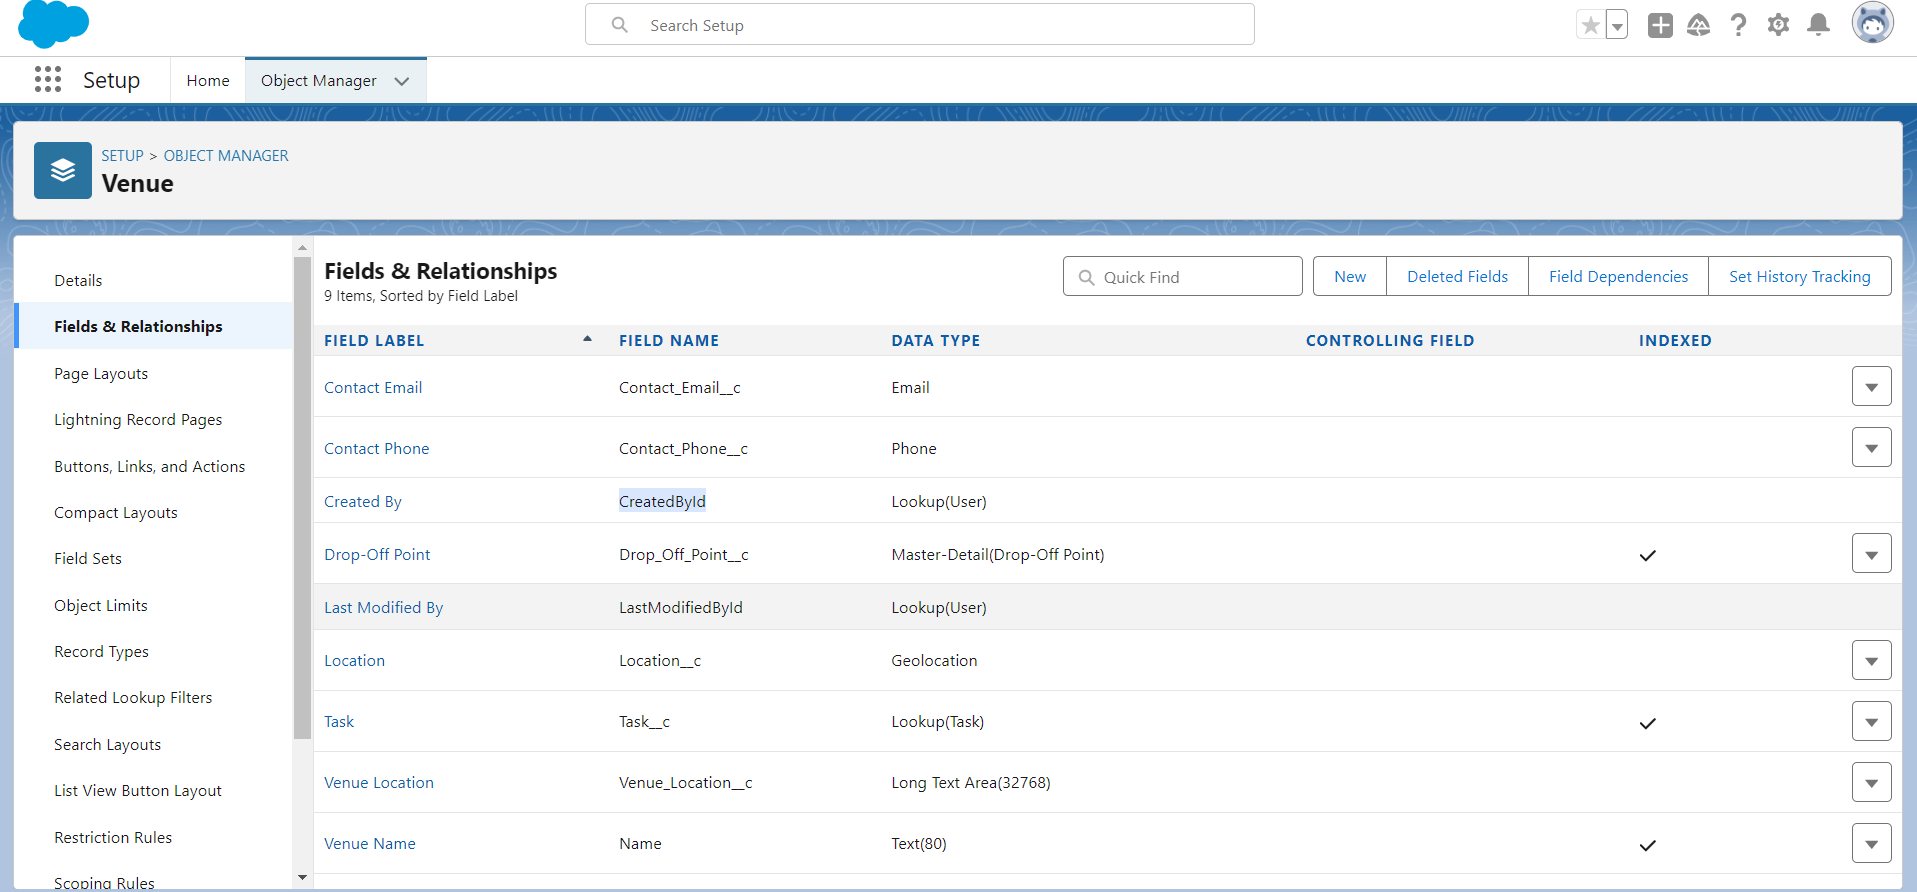 Search Setup
Setup
Home
Object Manager
SETUP > OBJECT MANAGER
Venue
Details
Fields & Relationships
Page Layouts
Lightning Record Pages
Buttons, Links, and Actions
Compact Layouts
Field Sets
Object Limits
Record Types
Related Lookup Filters
Search Layouts
List View Button Layout
Restriction Rules
Scoping Rules
Fields & Relationships
9 Items, Sorted by Field Label
Quick Find
New
Deleted Fields
Field Dependencies
Set History Tracking
FIELD LABEL FIELD NAME DATA TYPE CONTROLLING FIELD INDEXED
Contact Email Contact_Email__c Email
Contact Phone Contact_Phone__c Phone
Created By CreatedById Lookup(User)
Drop-Off Point Drop_Off_Point__c Master-Detail(Drop-Off Point)
Last Modified By LastModifiedById Lookup(User)
Location Location__c Geolocation
Task Task__c Lookup(Task)
Venue Location Venue_Location__c Long Text Area(32768)
Venue Name Name Text(80)